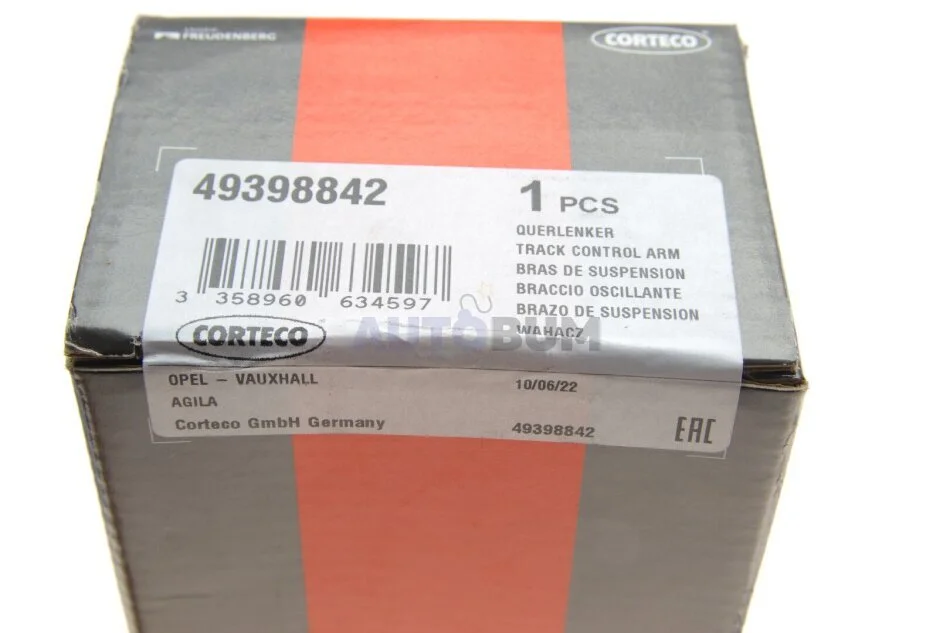 FREUDENBERG
CORTECO
49398842
1 PCS
QUERLENKER
TRACK CONTROL ARM
BRAS DE SUSPENSION
BRACCIO OSCILLANTE
BRAZO DE SUSPENSION
WAHACZ
3 358960 634597
CORTECO
AUTOBUM
OPEL - VAUXHALL
10/06/22
AGILA
Corteco GmbH Germany
49398842
EAC